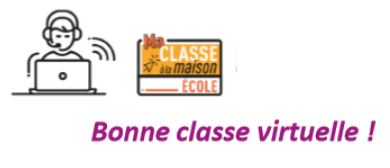 Ma
CLASSE
à la maison
ÉCOLE
Bonne classe virtuelle !